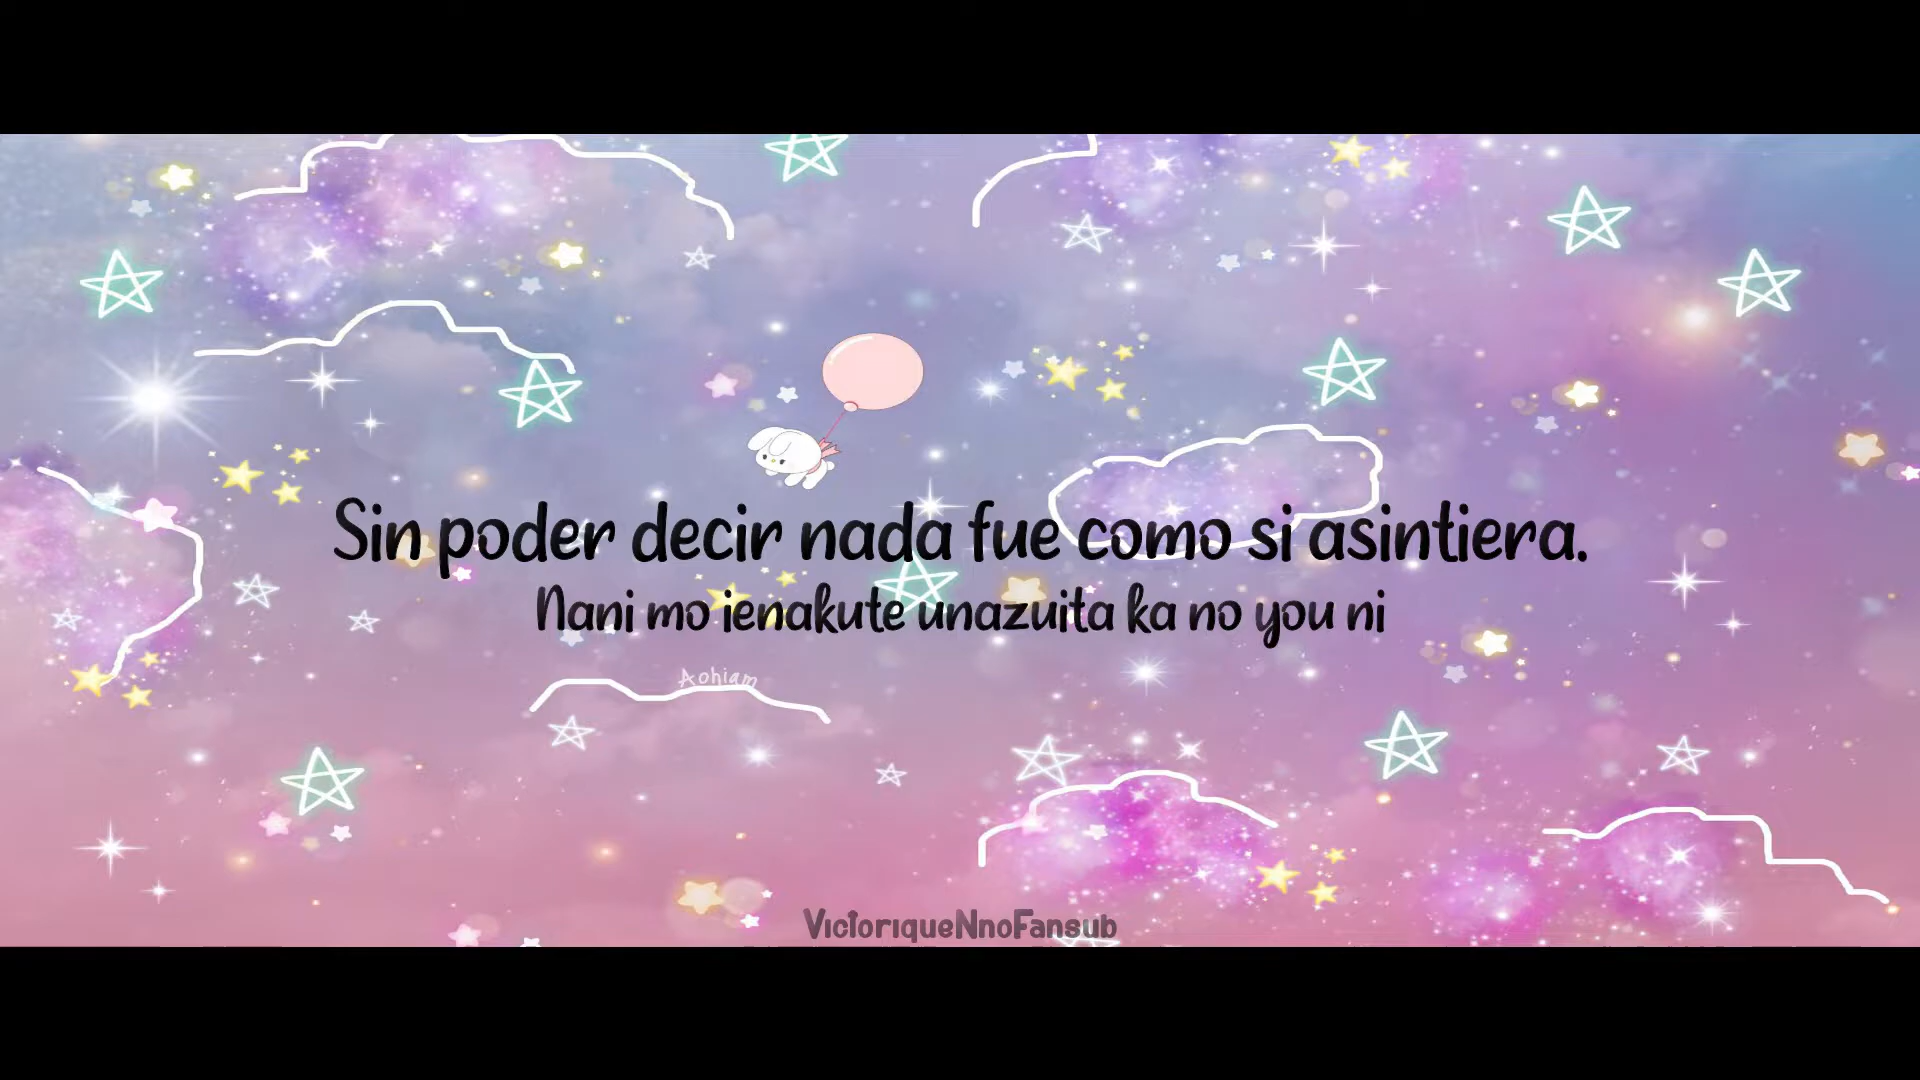 Sin poder decir nada fue como si asintiera.
Nani mo ienakute unazuita ka no you ni
Aohiam
VictoriqueNnoFansub